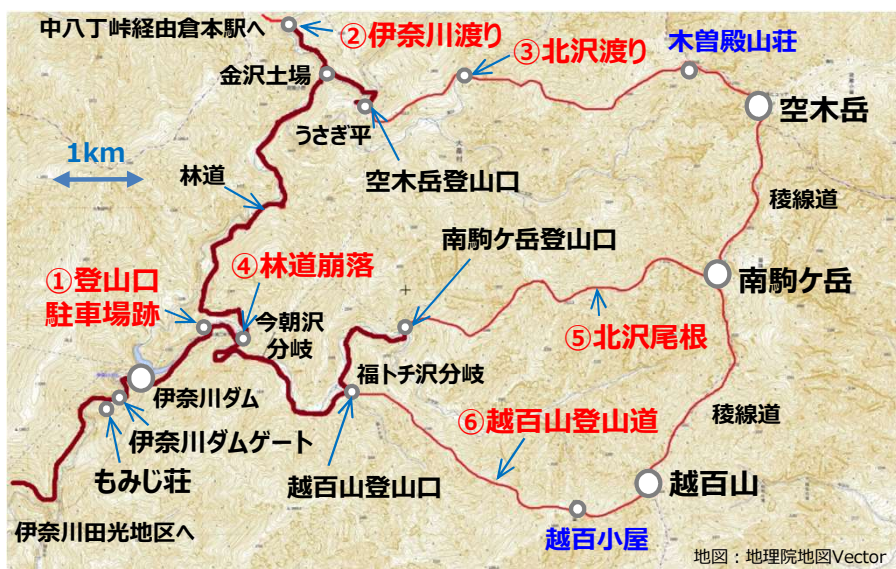 中八丁峠経由倉本駅へ
②伊奈川渡り
③北沢渡り
木曽殿山荘
金沢土場
空木岳
うさぎ平
1km
空木岳登山口
林道
稜線道
南駒ケ岳登山口
①登山口
駐車場跡
④林道崩落
南駒ケ岳
今朝沢
分岐
⑤北沢尾根
福トチ沢分岐
伊奈川ダム
稜線道
伊奈川ダムゲート
⑥越百山登山道
もみじ荘
越百山登山口
越百山
伊奈川田光地区へ
越百小屋
地図：地理院地図Vector